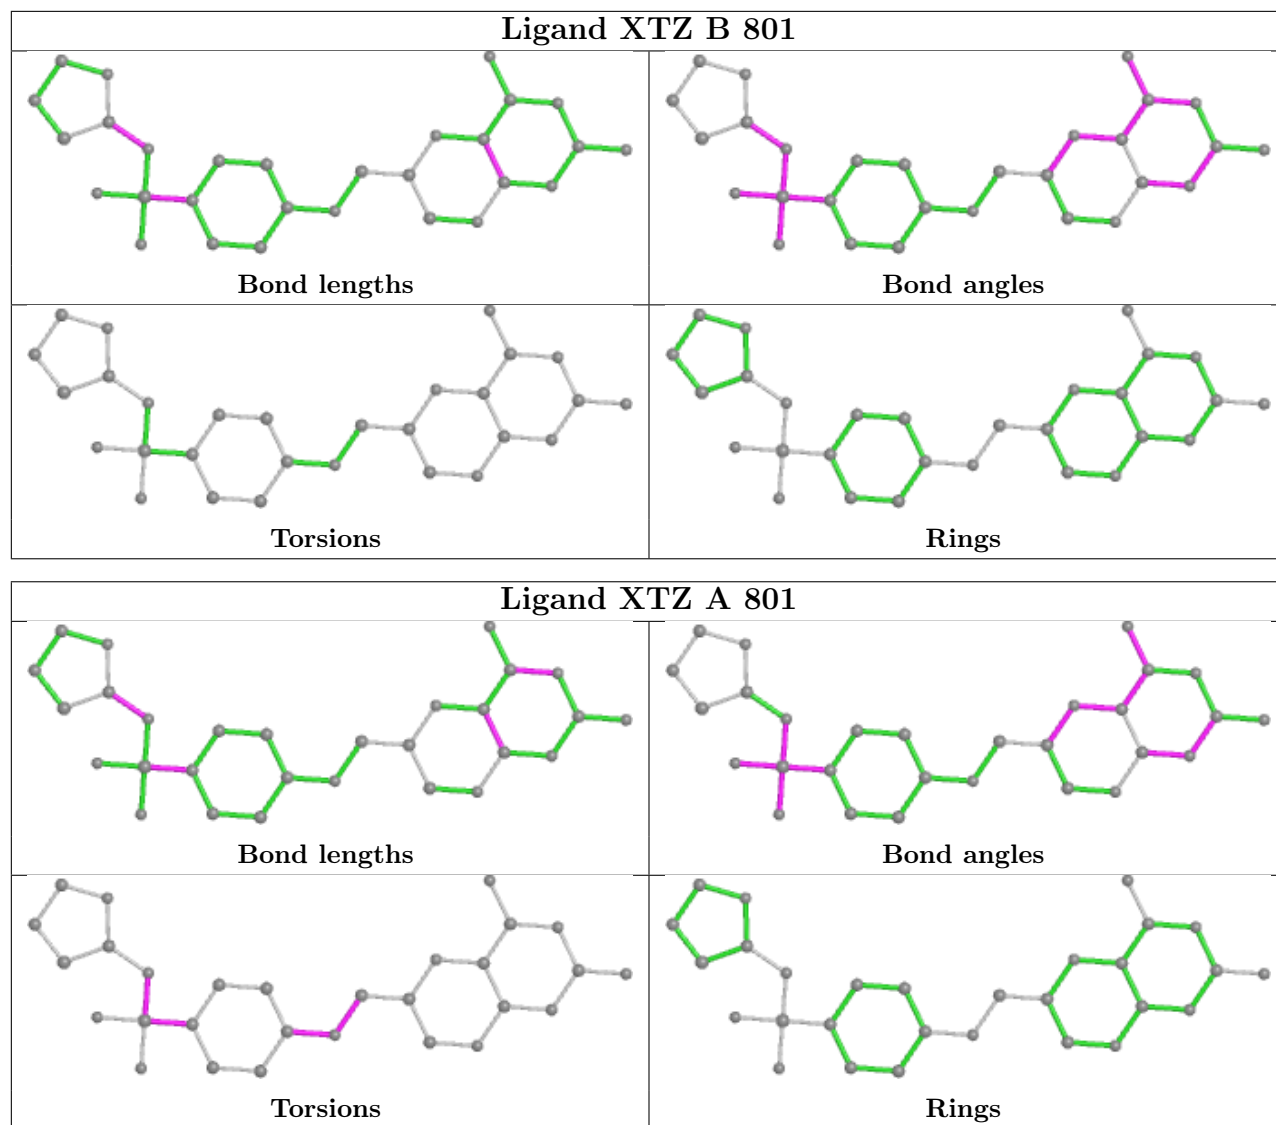 Ligand XTZ B 801
Bond lengths
Bond angles
Torsions
Rings
Ligand XTZ A 801
Bond lengths
Bond angles
Torsions
Rings